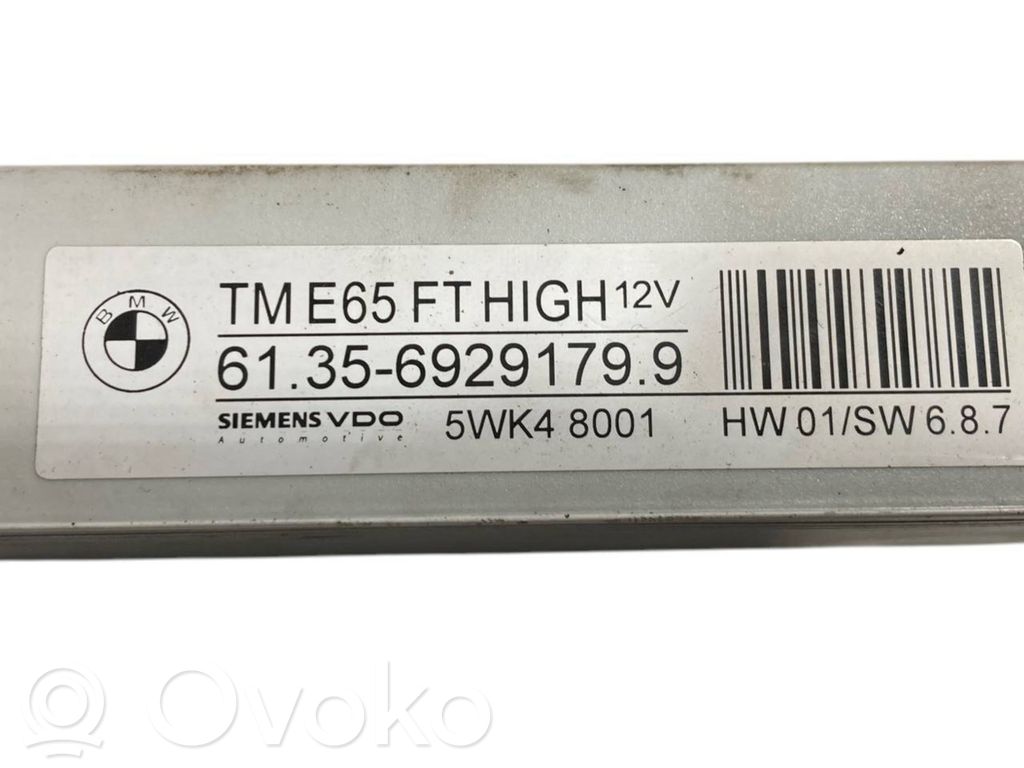 BMW
TM E65 FT HIGH 12V
61.35-6929179.9
SIEMENS VDO
Automotive
5WK4 8001
HW 01/SW 6.8.7
Ovoko